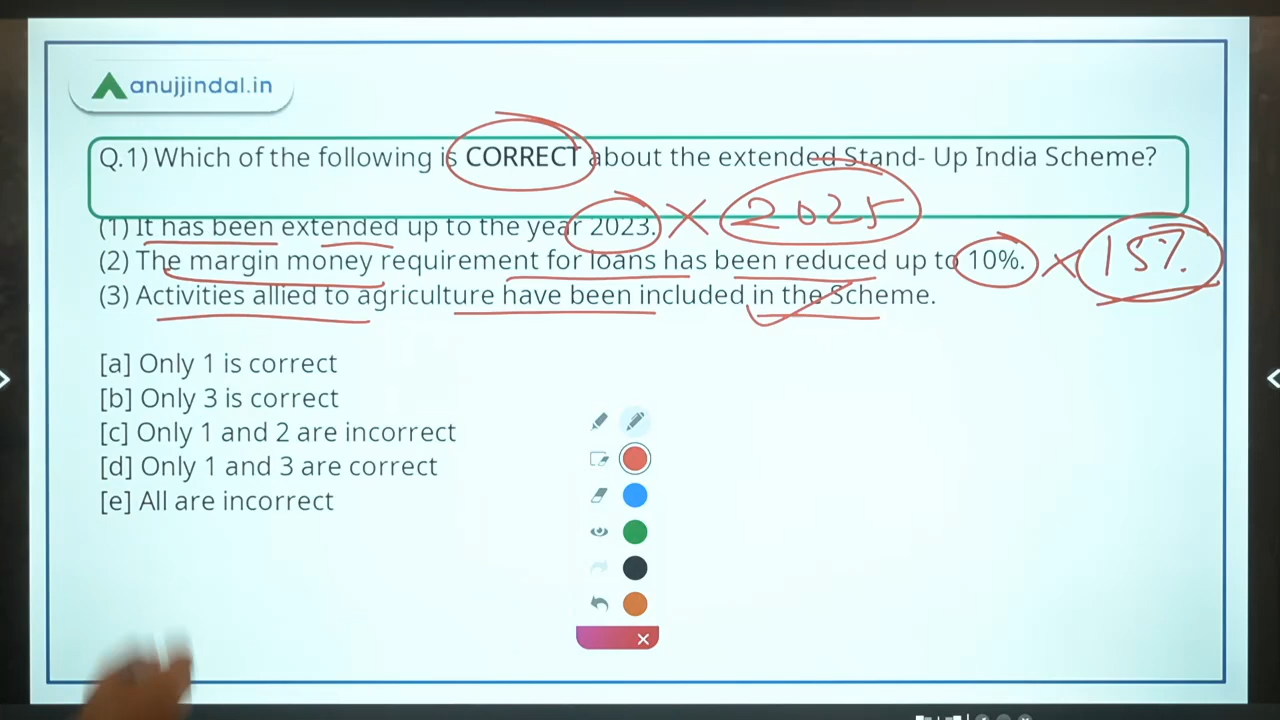 anujjindal.in
Q.1) Which of the following is CORRECT about the extended Stand- Up India Scheme?
(1) It has been extended up to the year 2023. 2025
(2) The margin money requirement for loans has been reduced up to 10%. 15%
(3) Activities allied to agriculture have been included in the Scheme.
[a] Only 1 is correct
[b] Only 3 is correct
[c] Only 1 and 2 are incorrect
[d] Only 1 and 3 are correct
[e] All are incorrect